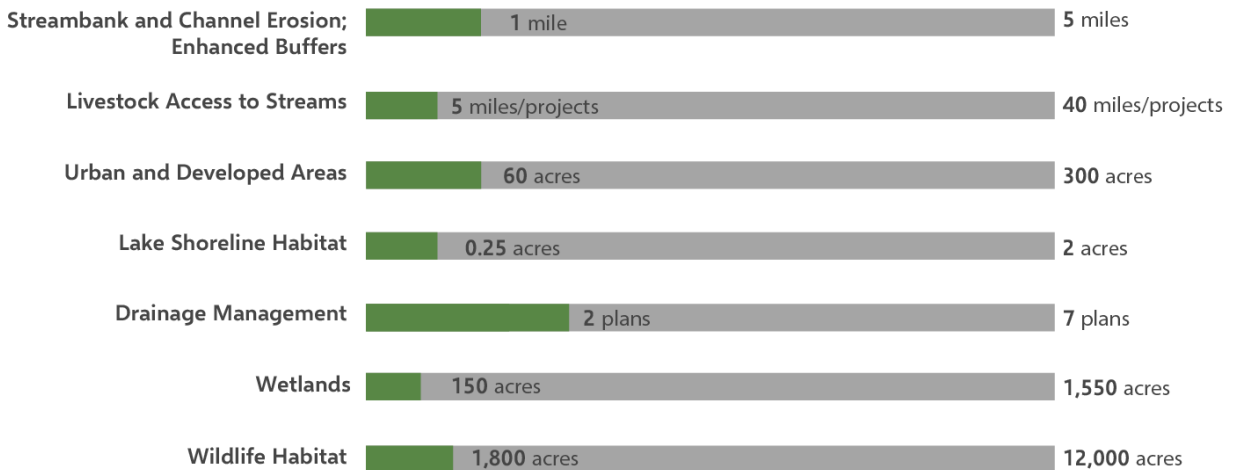 Streambank and Channel Erosion;
Enhanced Buffers
1 mile
5 miles
Livestock Access to Streams
5 miles/projects
40 miles/projects
Urban and Developed Areas
60 acres
300 acres
Lake Shoreline Habitat
0.25 acres
2 acres
Drainage Management
2 plans
7 plans
Wetlands
150 acres
1,550 acres
Wildlife Habitat
1,800 acres
12,000 acres